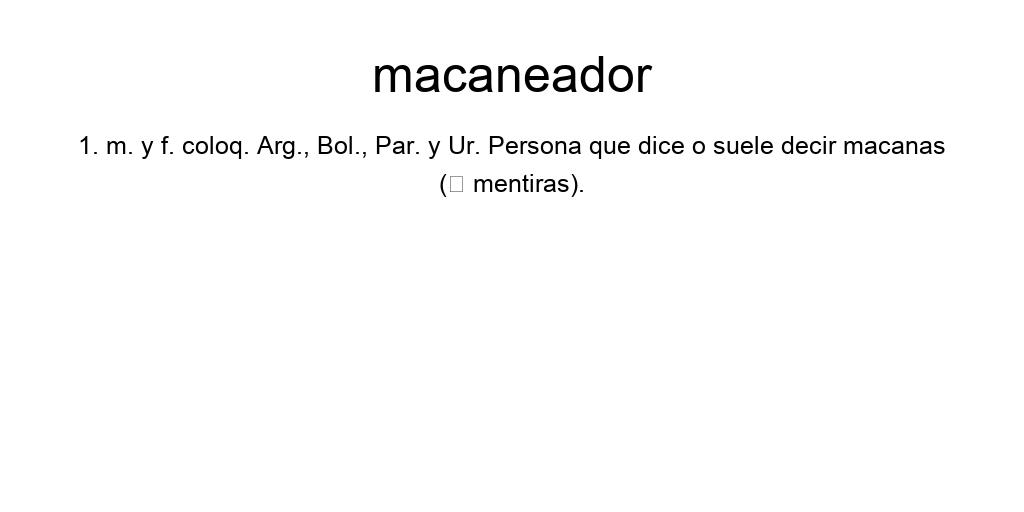 macaneador
1. m. y f. coloq. Arg., Bol., Par. y Ur. Persona que dice o suele decir macanas
(□ mentiras).